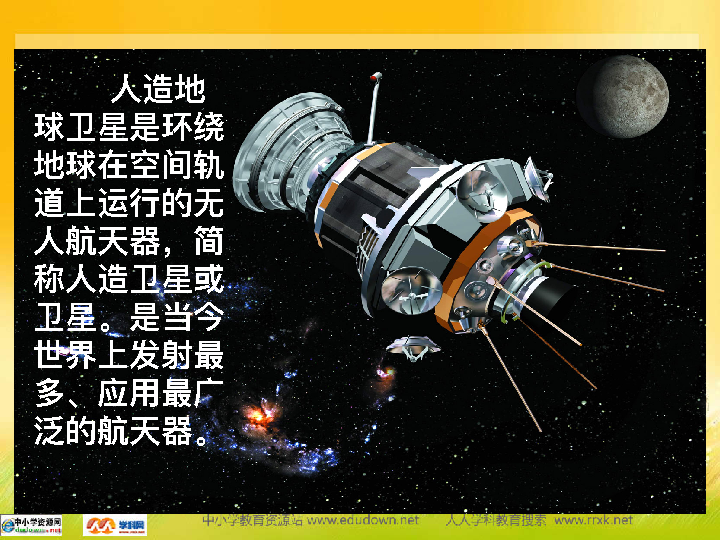 人造地
球卫星是环绕
地球在空间轨
道上运行的无
人航天器，简
称人造卫星或
卫星。是当今
世界上发射最
多、应用最广
泛的航天器。
中小学资源网
学科网
中小学教育资源站 www.edudown.net 人人学科教育搜索 www.rrxk.net